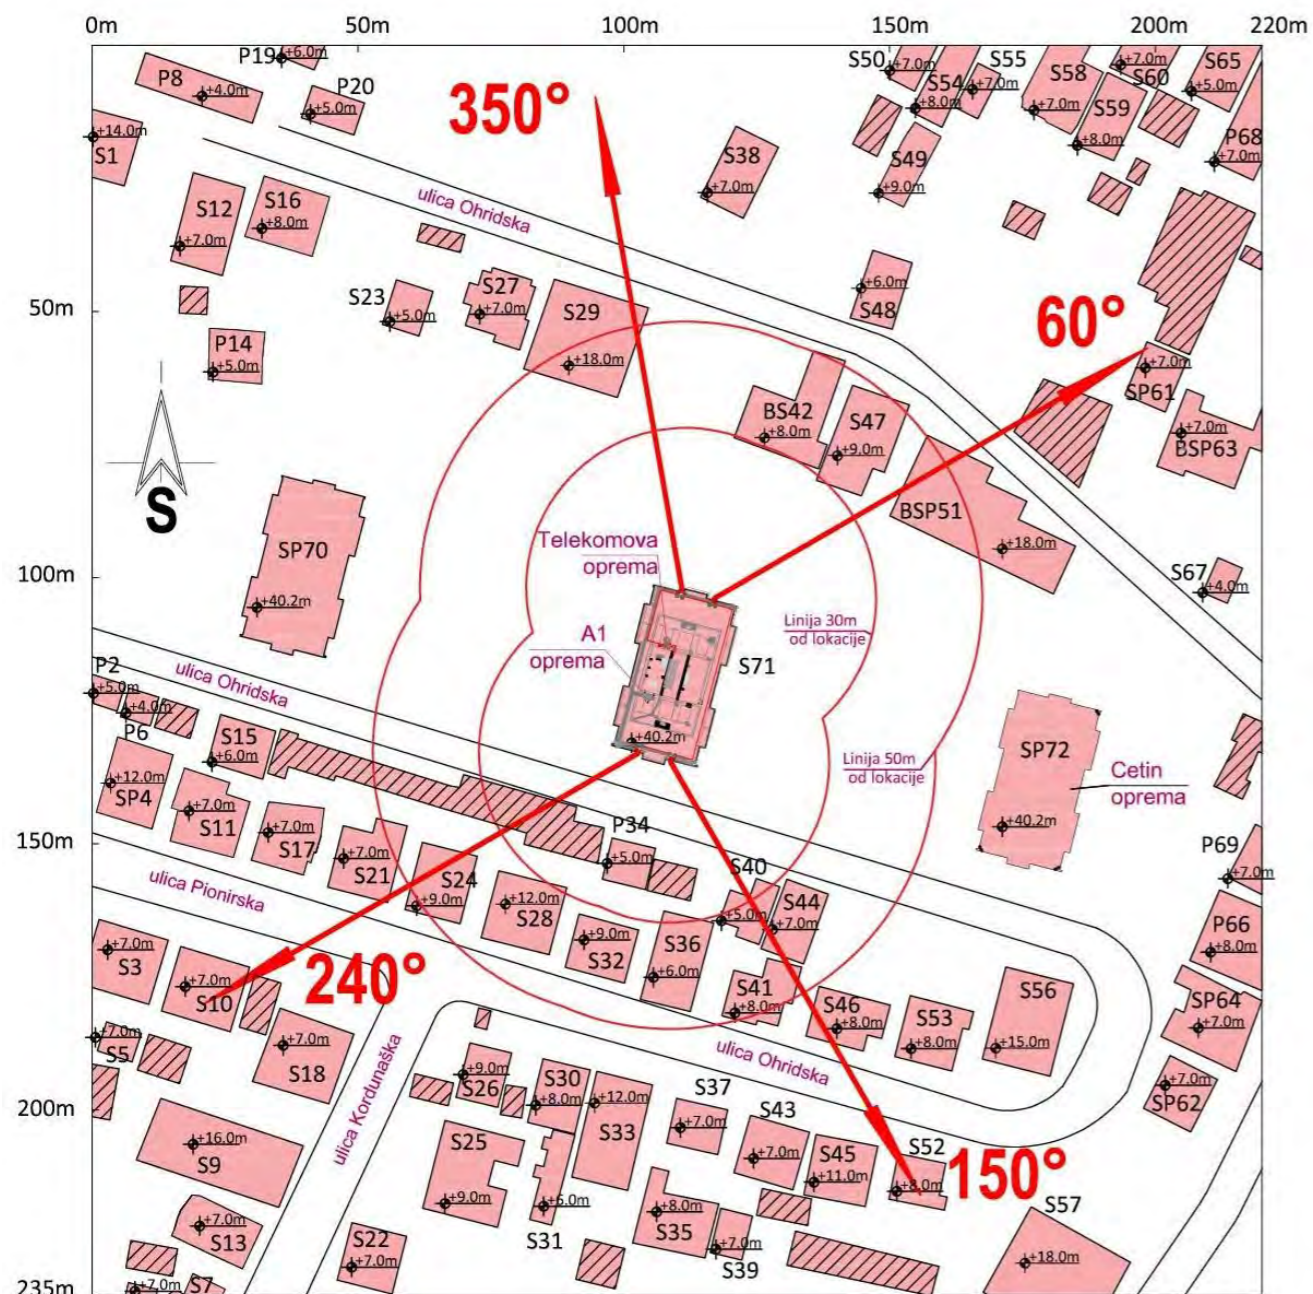 0m 50m 100m 150m 200m 220m
P19 +6.0m
S50 +7.0m
S55
+7.0m
S65
P8
+4.0m
P20
+5.0m
S54
+8.0m
+7.0m
S58
+7.0m
S60
+5.0m
S59
+8.0m
350°
+14.0m
S1
S38
+7.0m
S49
+9.0m
P68
+7.0m
S12
+7.0m
S16
+8.0m
ulica Ohridska
50m
S23
+5.0m
S27
+7.0m
S29
+18.0m
+6.0m
S48
60°
P14
+5.0m
+7.0m
SP61
BS42
+8.0m
S47
+9.0m
+7.0m
BSP63
S
BSP51
+18.0m
SP70
+40.2m
Telekomova
oprema
100m
S67
+4.0m
Linija 30m
od lokacije
A1
oprema
S71
+40.2m
P2
+5.0m
ulica Ohridska
+4.0m
P6
S15
+6.0m
SP72
+40.2m
Linija 50m
od lokacije
Cetin
oprema
+12.0m
SP4
+7.0m
S11
+7.0m
S17
+7.0m
S21
P34
+5.0m
150m
P69
+7.0m
ulica Pionirska
S24
+9.0m
+12.0m
S28
S40
+5.0m
S44
+7.0m
+9.0m
S32
S36
+6.0m
P66
+8.0m
+7.0m
S3
+7.0m
S10
240°
S41
+8.0m
S46
+8.0m
S53
+8.0m
S56
+15.0m
SP64
+7.0m
+7.0m
S5
+7.0m
S18
ulica Kordunaška
ulica Ohridska
+9.0m
S26
S30
+8.0m
+12.0m
S33
S37
+7.0m
+7.0m
SP62
200m
+16.0m
S9
S25
+9.0m
S43
+7.0m
S45
+11.0m
S52
+8.0m
150°
+7.0m
S13
+6.0m
S31
+8.0m
S35
+7.0m
S39
S57
+18.0m
S22
+7.0m
235m
+7.0m
S7